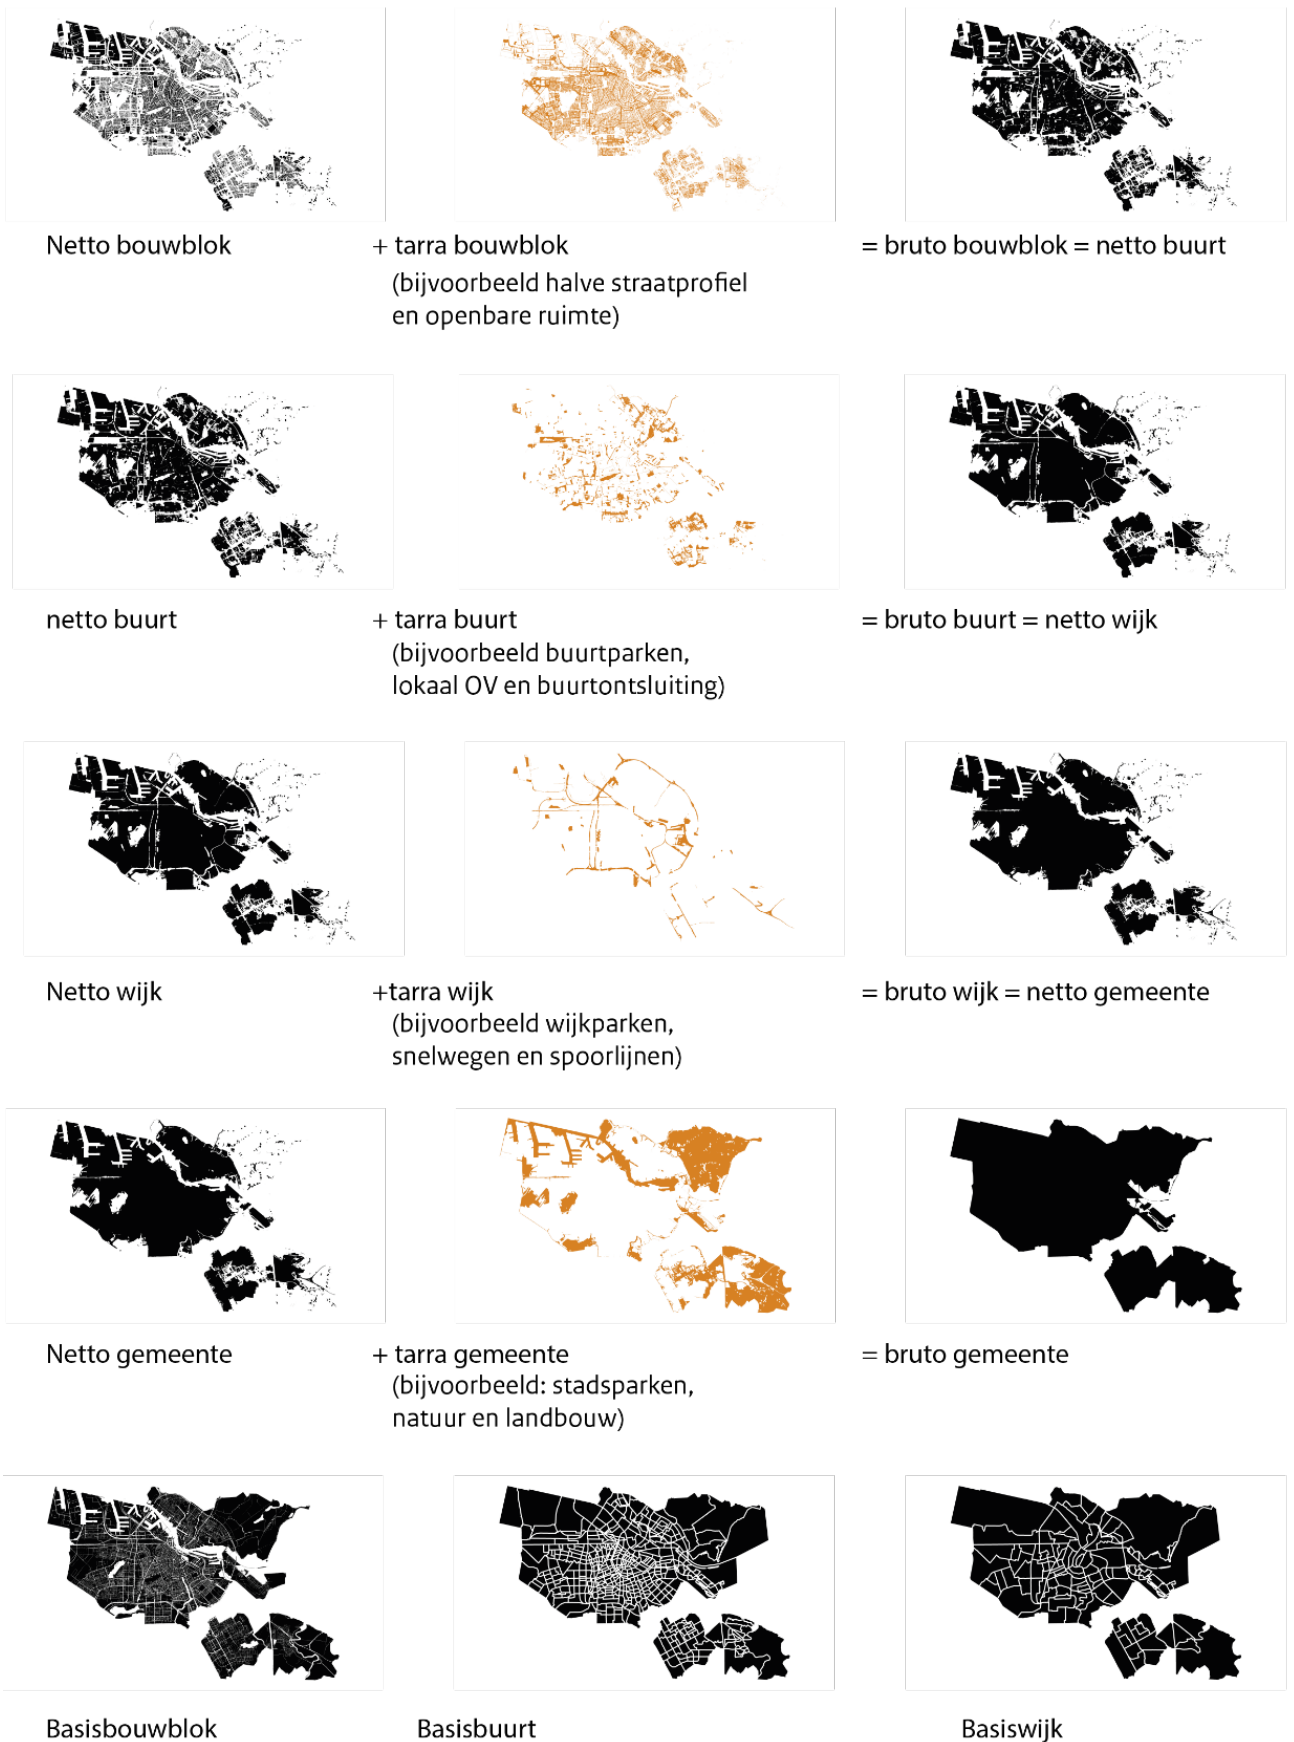 Netto bouwblok
+ tarra bouwblok
(bijvoorbeeld halve straatprofiel
en openbare ruimte)
= bruto bouwblok = netto buurt
netto buurt
+ tarra buurt
(bijvoorbeeld buurtparken,
lokaal OV en buurtontsluiting)
= bruto buurt = netto wijk
Netto wijk
+tarra wijk
(bijvoorbeeld wijkparken,
snelwegen en spoorlijnen)
= bruto wijk = netto gemeente
Netto gemeente
+ tarra gemeente
(bijvoorbeeld: stadsparken,
natuur en landbouw)
= bruto gemeente
Basisbouwblok
Basisbuurt
Basiswijk